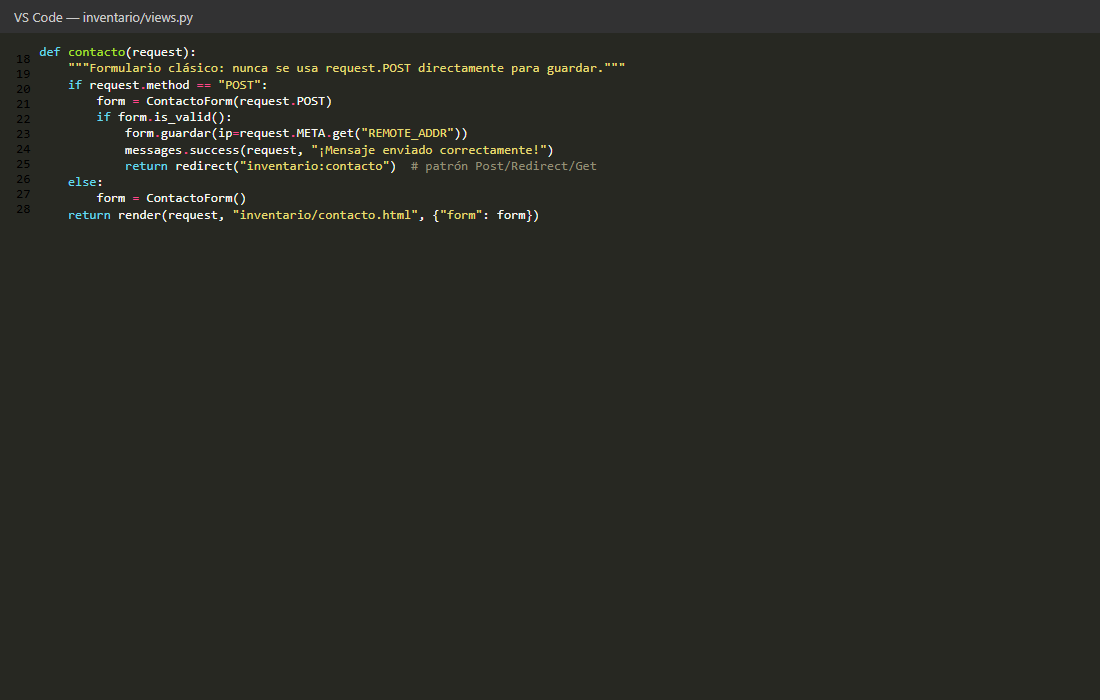 VS Code — inventario/views.py
18 def contacto(request):
19     """Formulario clásico: nunca se usa request.POST directamente para guardar."""
20     if request.method == "POST":
21         form = ContactoForm(request.POST)
22         if form.is_valid():
23             form.guardar(ip=request.META.get("REMOTE_ADDR"))
24             messages.success(request, "¡Mensaje enviado correctamente!")
25             return redirect("inventario:contacto")  # patrón Post/Redirect/Get
26     else:
27         form = ContactoForm()
28     return render(request, "inventario/contacto.html", {"form": form})